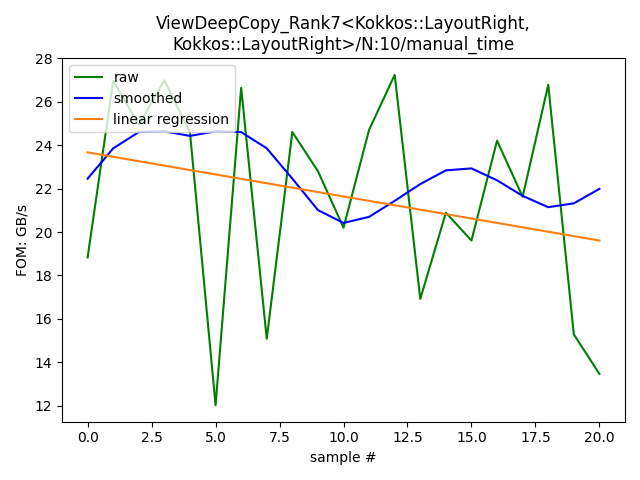 ViewDeepCopy_Rank7<Kokkos::LayoutRight,
Kokkos::LayoutRight>/N:10/manual_time
raw
smoothed
linear regression
FOM: GB/s
28
26
24
22
20
18
16
14
12
0.0 2.5 5.0 7.5 10.0 12.5 15.0 17.5 20.0
sample #